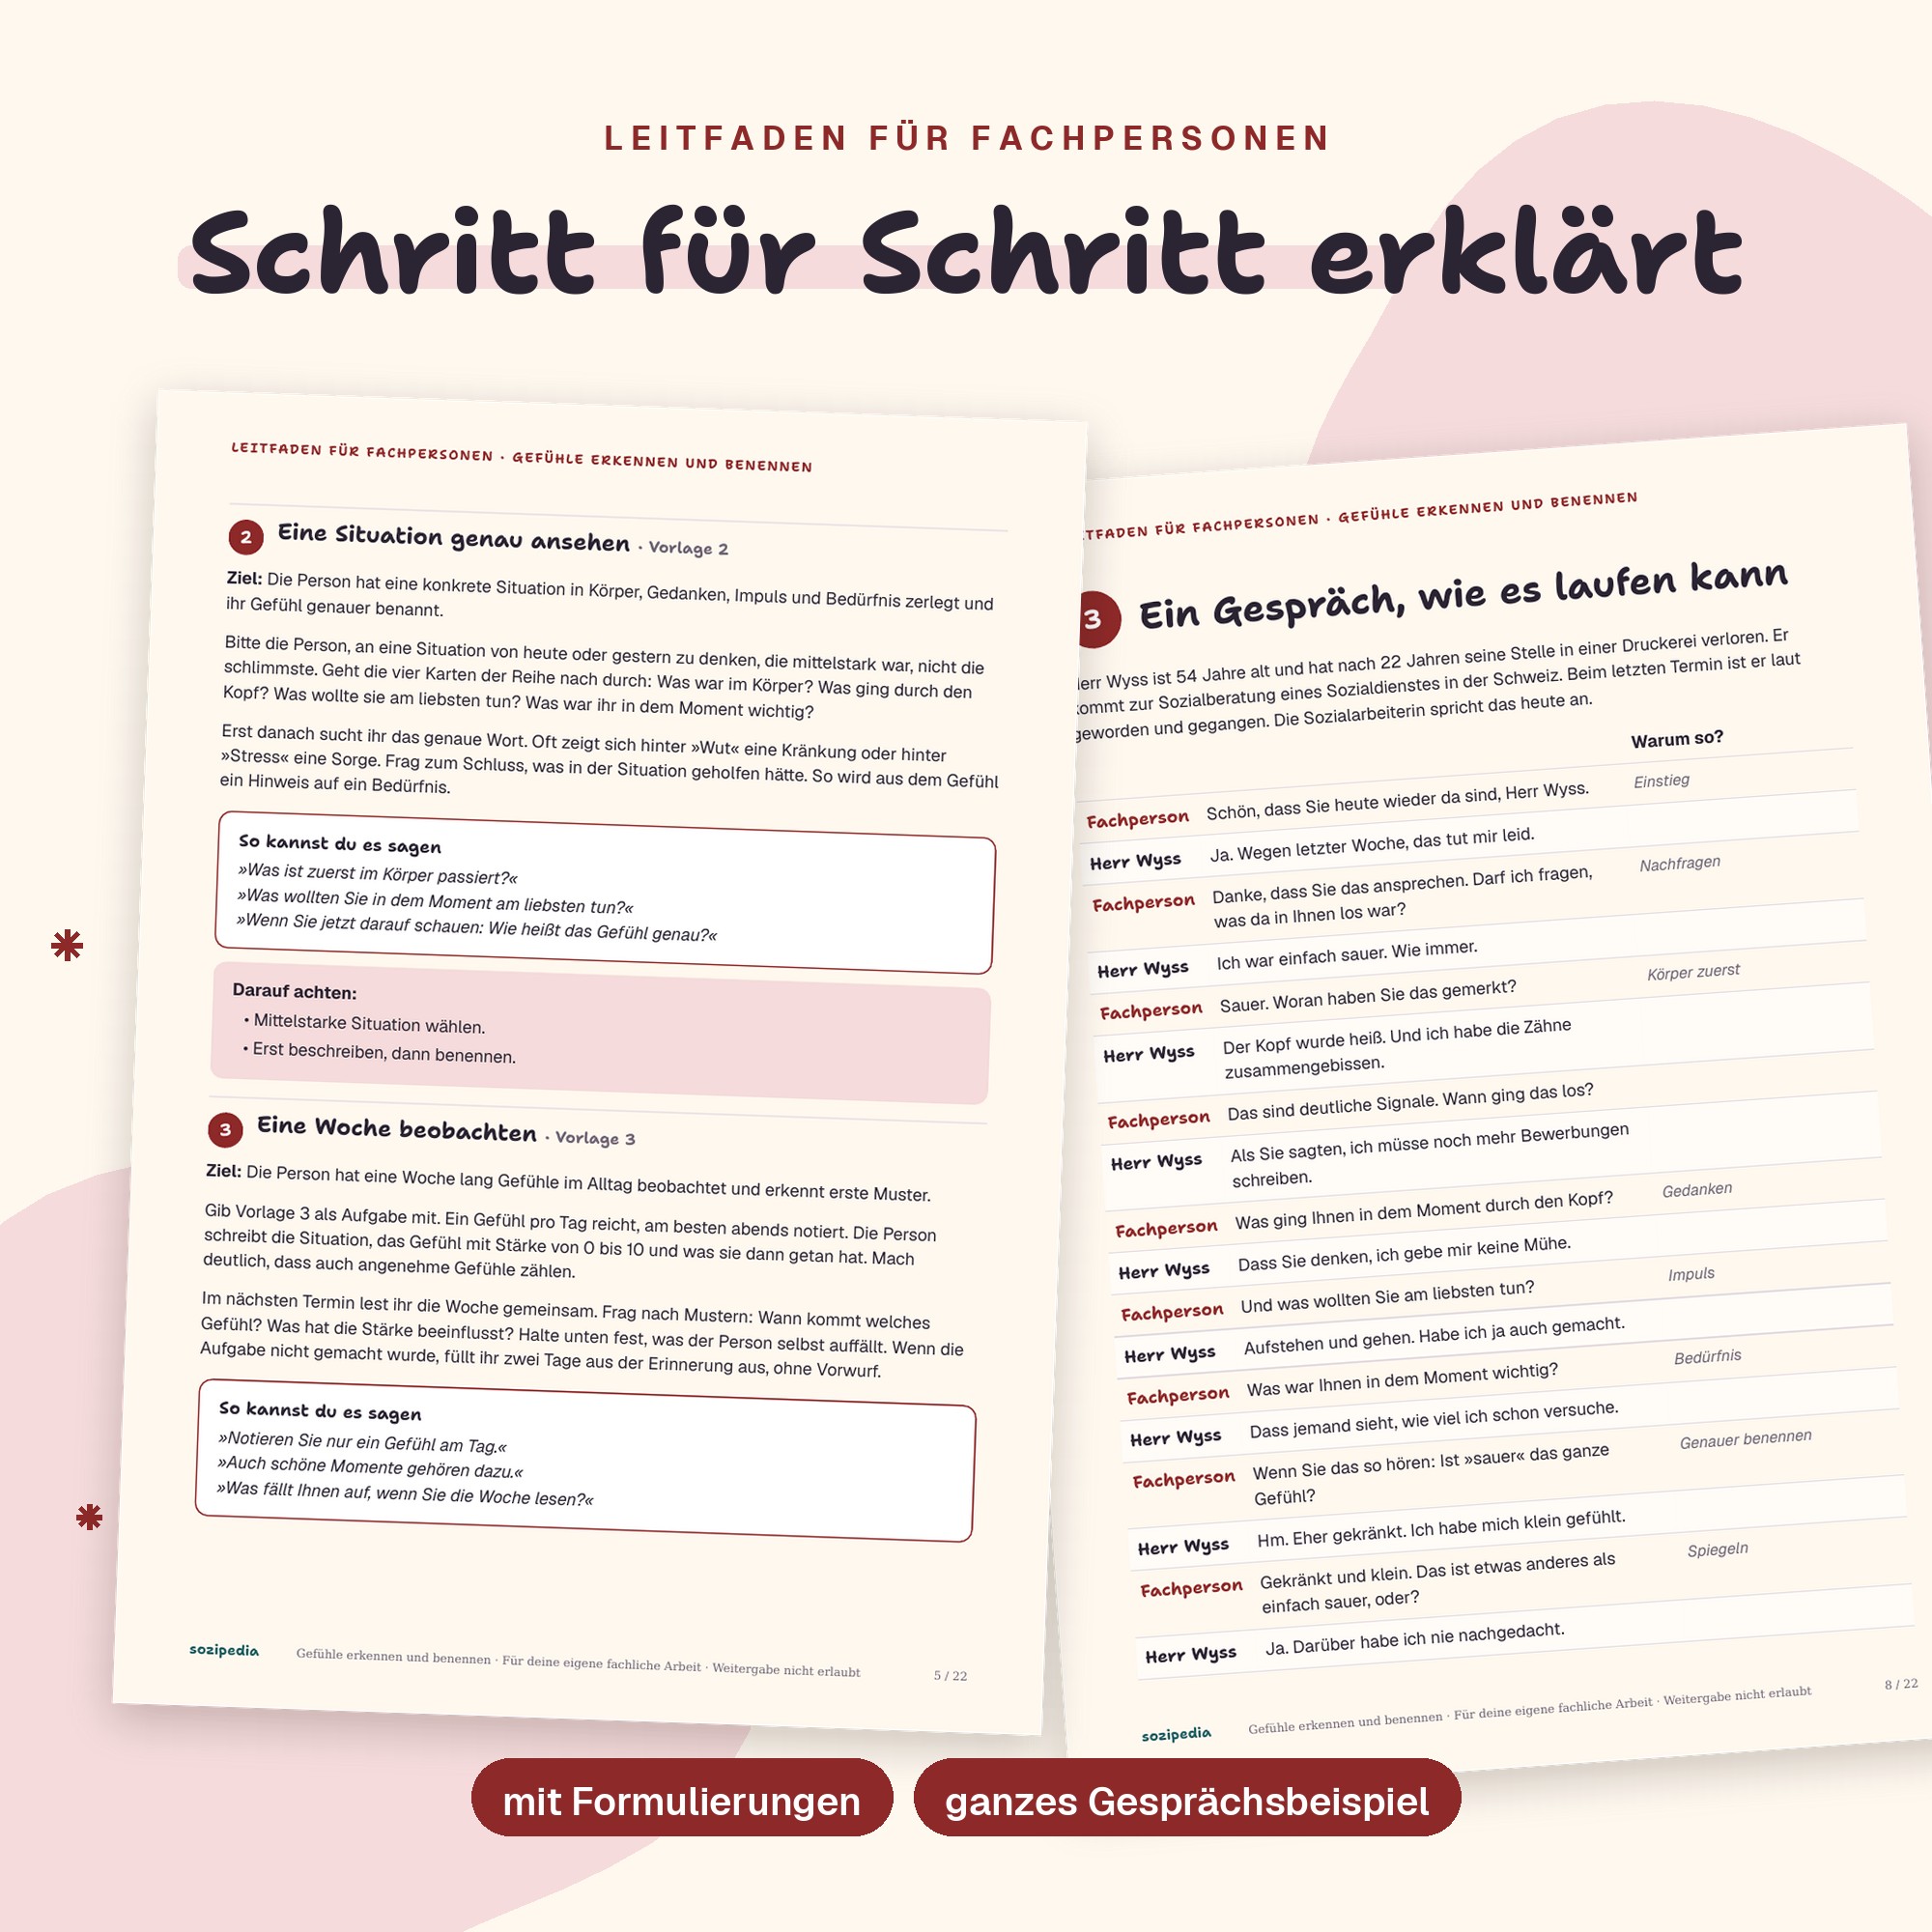 LEITFADEN FÜR FACHPERSONEN
Schritt für Schritt erklärt
LEITFADEN FÜR FACHPERSONEN · GEFÜHLE ERKENNEN UND BENENNEN
2 Eine Situation genau ansehen · Vorlage 2
Ziel: Die Person hat eine konkrete Situation in Körper, Gedanken, Impuls und Bedürfnis zerlegt und
ihr Gefühl genauer benannt.
Bitte die Person, an eine Situation von heute oder gestern zu denken, die mittelstark war, nicht die
schlimmste. Geht die vier Karten der Reihe nach durch: Was war im Körper? Was ging durch den
Kopf? Was wollte sie am liebsten tun? Was war ihr in dem Moment wichtig?
Erst danach sucht ihr das genaue Wort. Oft zeigt sich hinter »Wut« eine Kränkung oder hinter
»Stress« eine Sorge. Frag zum Schluss, was in der Situation geholfen hätte. So wird aus dem Gefühl
ein Hinweis auf ein Bedürfnis.
So kannst du es sagen
»Was ist zuerst im Körper passiert?«
»Was wollten Sie in dem Moment am liebsten tun?«
»Wenn Sie jetzt darauf schauen: Wie heißt das Gefühl genau?«
Darauf achten:
• Mittelstarke Situation wählen.
• Erst beschreiben, dann benennen.
3 Eine Woche beobachten · Vorlage 3
Ziel: Die Person hat eine Woche lang Gefühle im Alltag beobachtet und erkennt erste Muster.
Gib Vorlage 3 als Aufgabe mit. Ein Gefühl pro Tag reicht, am besten abends notiert. Die Person
schreibt die Situation, das Gefühl mit Stärke von 0 bis 10 und was sie dann getan hat. Mach
deutlich, dass auch angenehme Gefühle zählen.
Im nächsten Termin lest ihr die Woche gemeinsam. Frag nach Mustern: Wann kommt welches
Gefühl? Was hat die Stärke beeinflusst? Halte unten fest, was der Person selbst auffällt. Wenn die
Aufgabe nicht gemacht wurde, füllt ihr zwei Tage aus der Erinnerung aus, ohne Vorwurf.
So kannst du es sagen
»Notieren Sie nur ein Gefühl am Tag.«
»Auch schöne Momente gehören dazu.«
»Was fällt Ihnen auf, wenn Sie die Woche lesen?«
sozipedia Gefühle erkennen und benennen · Für deine eigene fachliche Arbeit · Weitergabe nicht erlaubt 5 / 22
TFADEN FÜR FACHPERSONEN · GEFÜHLE ERKENNEN UND BENENNEN
3 Ein Gespräch, wie es laufen kann
err Wyss ist 54 Jahre alt und hat nach 22 Jahren seine Stelle in einer Druckerei verloren. Er
kommt zur Sozialberatung eines Sozialdienstes in der Schweiz. Beim letzten Termin ist er laut
geworden und gegangen. Die Sozialarbeiterin spricht das heute an.
Warum so?
Fachperson Schön, dass Sie heute wieder da sind, Herr Wyss. Einstieg
Herr Wyss Ja. Wegen letzter Woche, das tut mir leid.
Fachperson Danke, dass Sie das ansprechen. Darf ich fragen, Nachfragen
was da in Ihnen los war?
Herr Wyss Ich war einfach sauer. Wie immer.
Fachperson Sauer. Woran haben Sie das gemerkt? Körper zuerst
Herr Wyss Der Kopf wurde heiß. Und ich habe die Zähne
zusammengebissen.
Fachperson Das sind deutliche Signale. Wann ging das los?
Herr Wyss Als Sie sagten, ich müsse noch mehr Bewerbungen
schreiben.
Fachperson Was ging Ihnen in dem Moment durch den Kopf? Gedanken
Herr Wyss Dass Sie denken, ich gebe mir keine Mühe.
Fachperson Und was wollten Sie am liebsten tun? Impuls
Herr Wyss Aufstehen und gehen. Habe ich ja auch gemacht.
Fachperson Was war Ihnen in dem Moment wichtig? Bedürfnis
Herr Wyss Dass jemand sieht, wie viel ich schon versuche.
Fachperson Wenn Sie das so hören: Ist »sauer« das ganze Genauer benennen
Gefühl?
Herr Wyss Hm. Eher gekränkt. Ich habe mich klein gefühlt.
Fachperson Gekränkt und klein. Das ist etwas anderes als Spiegeln
einfach sauer, oder?
Herr Wyss Ja. Darüber habe ich nie nachgedacht.
sozipedia Gefühle erkennen und benennen · Für deine eigene fachliche Arbeit · Weitergabe nicht erlaubt 8 / 22
mit Formulierungen
ganzes Gesprächsbeispiel